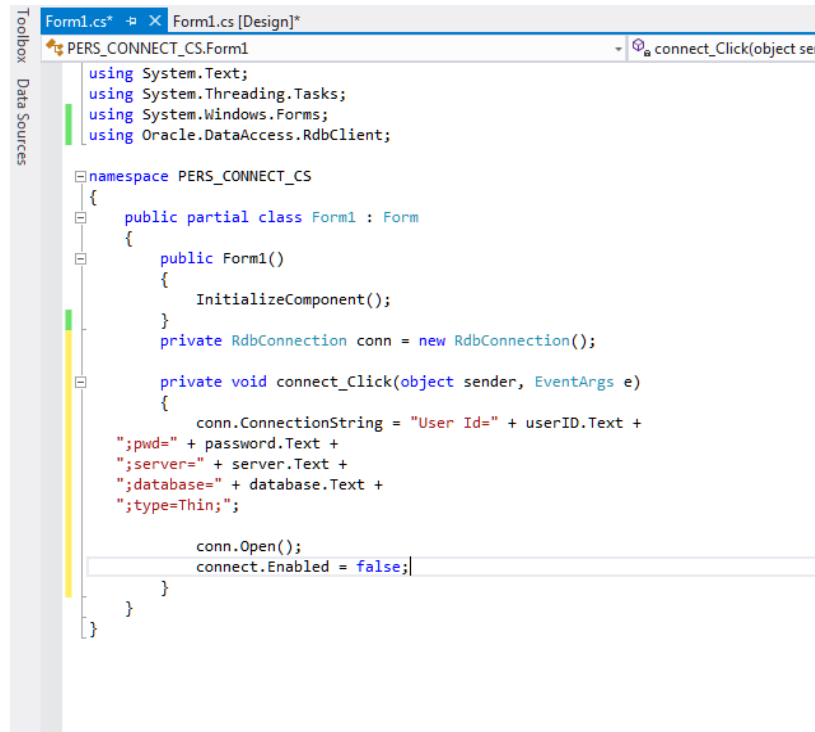 Toolbox
Data Sources
Form1.cs* Form1.cs [Design]*
PERS_CONNECT_CS.Form1 connect_Click(object se
using System.Text;
using System.Threading.Tasks;
using System.Windows.Forms;
using Oracle.DataAccess.RdbClient;
namespace PERS_CONNECT_CS
{
    public partial class Form1 : Form
    {
        public Form1()
        {
            InitializeComponent();
        }
        private RdbConnection conn = new RdbConnection();
        private void connect_Click(object sender, EventArgs e)
        {
            conn.ConnectionString = "User Id=" + userID.Text +
   ";pwd=" + password.Text +
   ";server=" + server.Text +
   ";database=" + database.Text +
   ";type=Thin;";
            conn.Open();
            connect.Enabled = false;
        }
    }
}